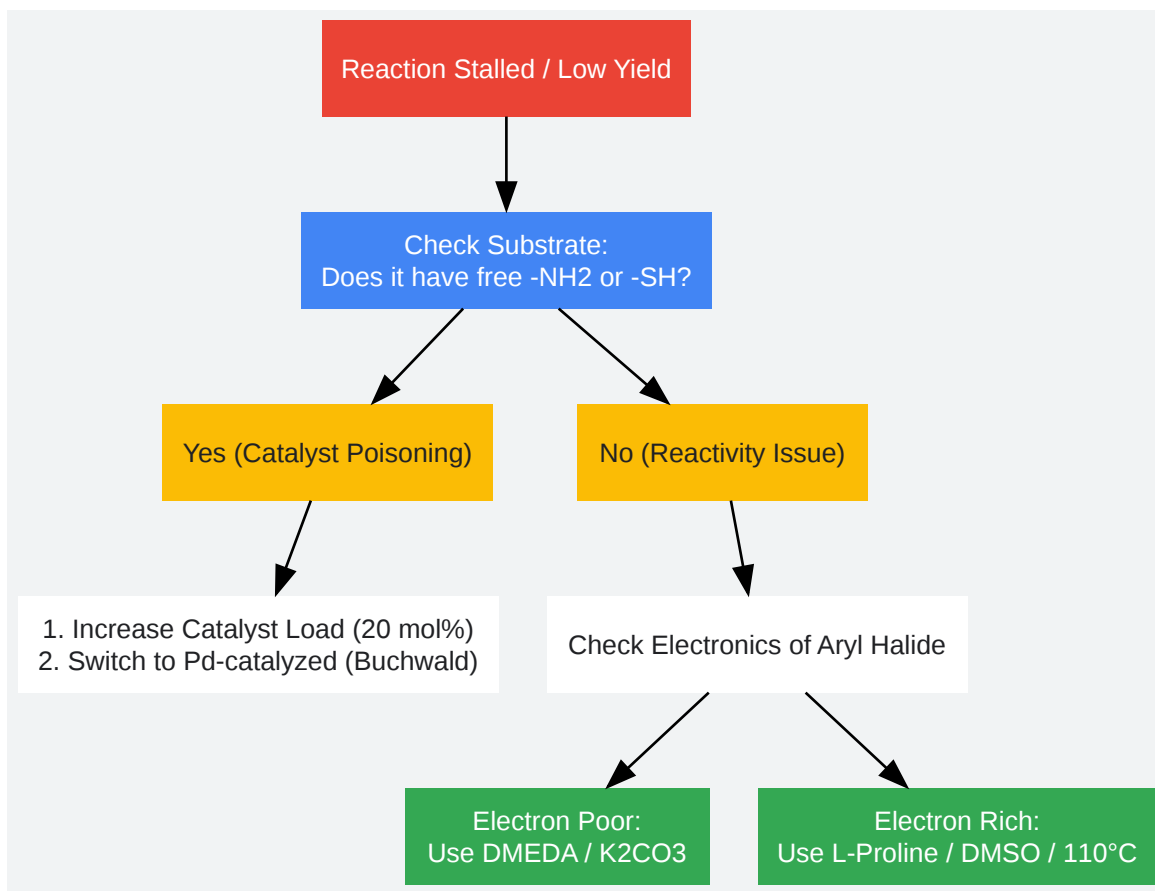 Reaction Stalled / Low Yield
Check Substrate:
Does it have free -NH2 or -SH?
Yes (Catalyst Poisoning)
No (Reactivity Issue)
1. Increase Catalyst Load (20 mol%)
2. Switch to Pd-catalyzed (Buchwald)
Check Electronics of Aryl Halide
Electron Poor:
Use DMEDA / K2CO3
Electron Rich:
Use L-Proline / DMSO / 110°C